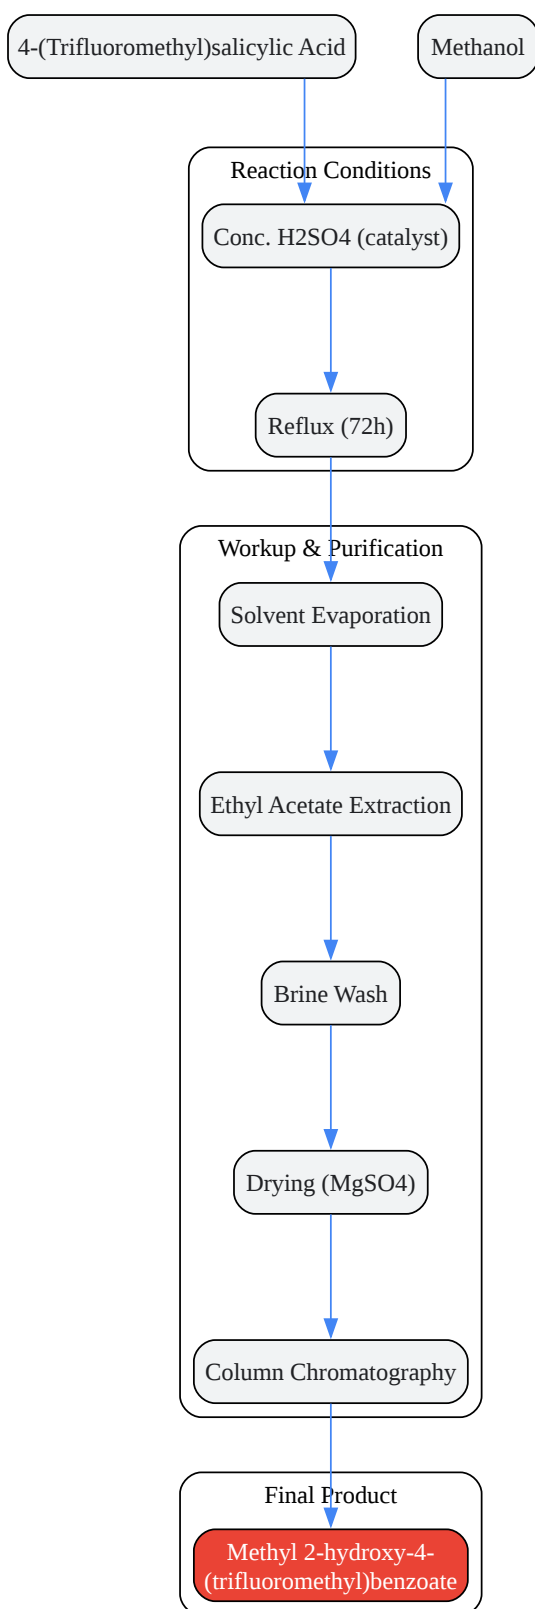 4-(Trifluoromethyl)salicylic Acid
Methanol
Reaction Conditions
Conc. H2SO4 (catalyst)
Reflux (72h)
Workup & Purification
Solvent Evaporation
Ethyl Acetate Extraction
Brine Wash
Drying (MgSO4)
Column Chromatography
Final Product
Methyl 2-hydroxy-4-
(trifluoromethyl)benzoate